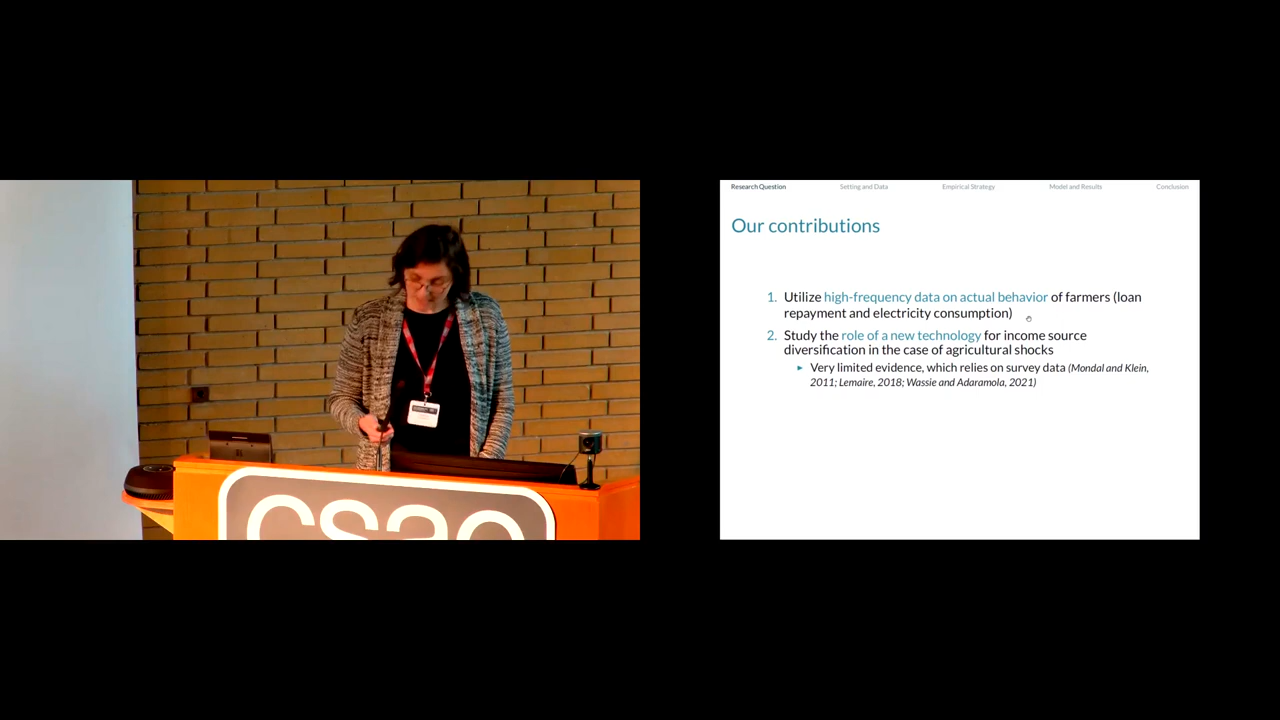 csae
Research Question Setting and Data Empirical Strategy Model and Results Conclusion
Our contributions
1. Utilize high-frequency data on actual behavior of farmers (loan
repayment and electricity consumption)
2. Study the role of a new technology for income source
diversification in the case of agricultural shocks
▸ Very limited evidence, which relies on survey data (Mondal and Klein,
2011; Lemaire, 2018; Wassie and Adaramola, 2021)